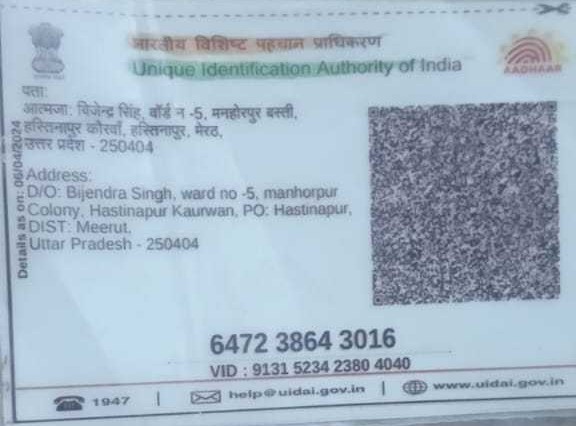 भारतीय विशिष्ट पहचान प्राधिकरण
Unique Identification Authority of India
AADHAAR
पता:
आत्मजा: बिजेन्द्र सिंह, वॉर्ड न -5, मनहोरपुर बस्ती,
हस्तिनापुर कोरवाँ, हस्तिनापुर, मेरठ,
उत्तर प्रदेश - 250404
Details as on: 06/04/2024
Address:
D/O: Bijendra Singh, ward no -5, manhorpur
Colony, Hastinapur Kaurwan, PO: Hastinapur,
DIST: Meerut,
Uttar Pradesh - 250404
6472 3864 3016
VID : 9131 5234 2380 4040
1947 | help@uidai.gov.in | www.uidai.gov.in